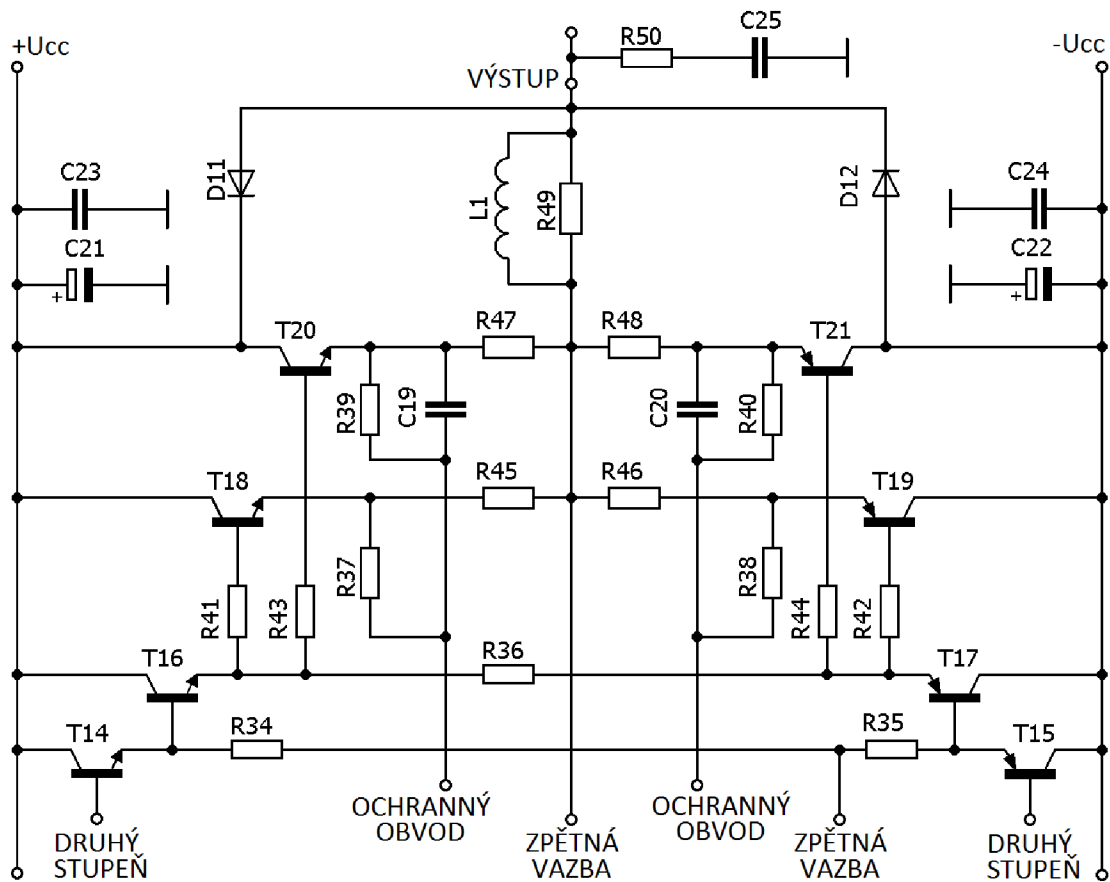 +Ucc
C25
R50
-Ucc
VÝSTUP
D11
C23
L1
R49
D12
C24
C21
C22
+
+
T20
R47
R48
T21
R39
C19
C20
R40
T18
R45
R46
T19
R37
R38
R41
R43
R44
R42
T16
R36
T17
T14
R34
R35
T15
DRUHÝ
STUPEŇ
OCHRANNÝ
OBVOD
ZPĚTNÁ
VAZBA
OCHRANNÝ
OBVOD
ZPĚTNÁ
VAZBA
DRUHÝ
STUPEŇ